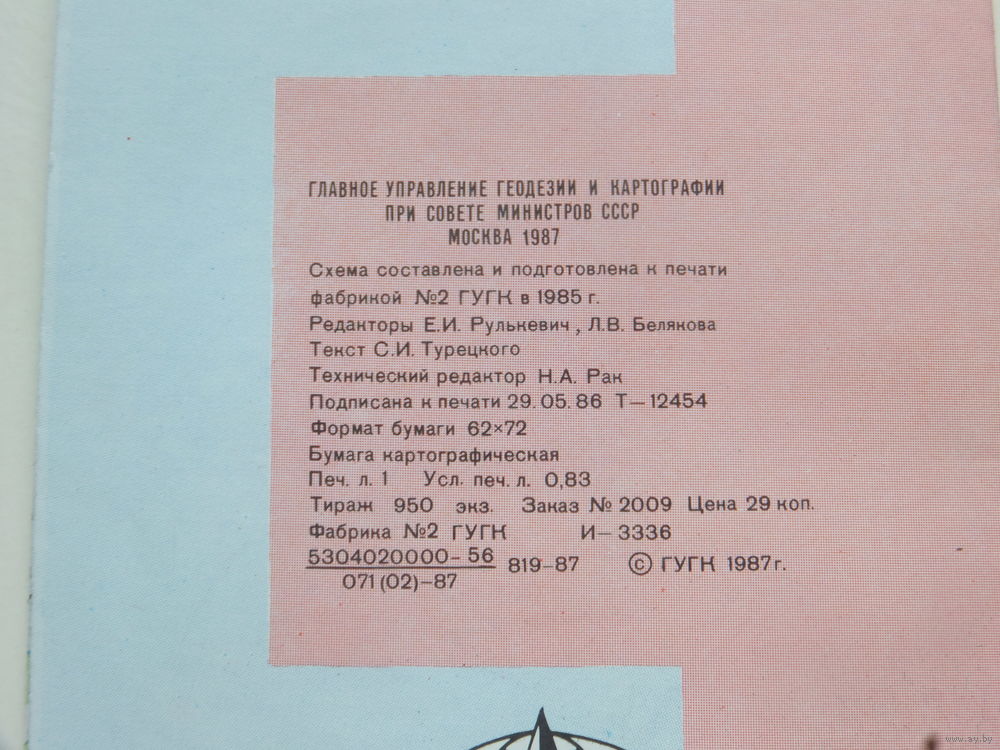 ГЛАВНОЕ УПРАВЛЕНИЕ ГЕОДЕЗИИ И КАРТОГРАФИИ
ПРИ СОВЕТЕ МИНИСТРОВ СССР
МОСКВА 1987
Схема составлена и подготовлена к печати
фабрикой №2 ГУГК в 1985 г.
Редакторы Е.И. Рулькевич, Л.В. Белякова
Текст С.И. Турецкого
Технический редактор Н.А. Рак
Подписана к печати 29.05.86 Т—12454
Формат бумаги 62×72
Бумага картографическая
Печ. л. 1 Усл. печ. л. 0,83
Тираж 950 экз. Заказ № 2009 Цена 29 коп.
Фабрика №2 ГУГК И—3336
5304020000-56
071(02)-87 819-87 © ГУГК 1987г.
www.ay.by